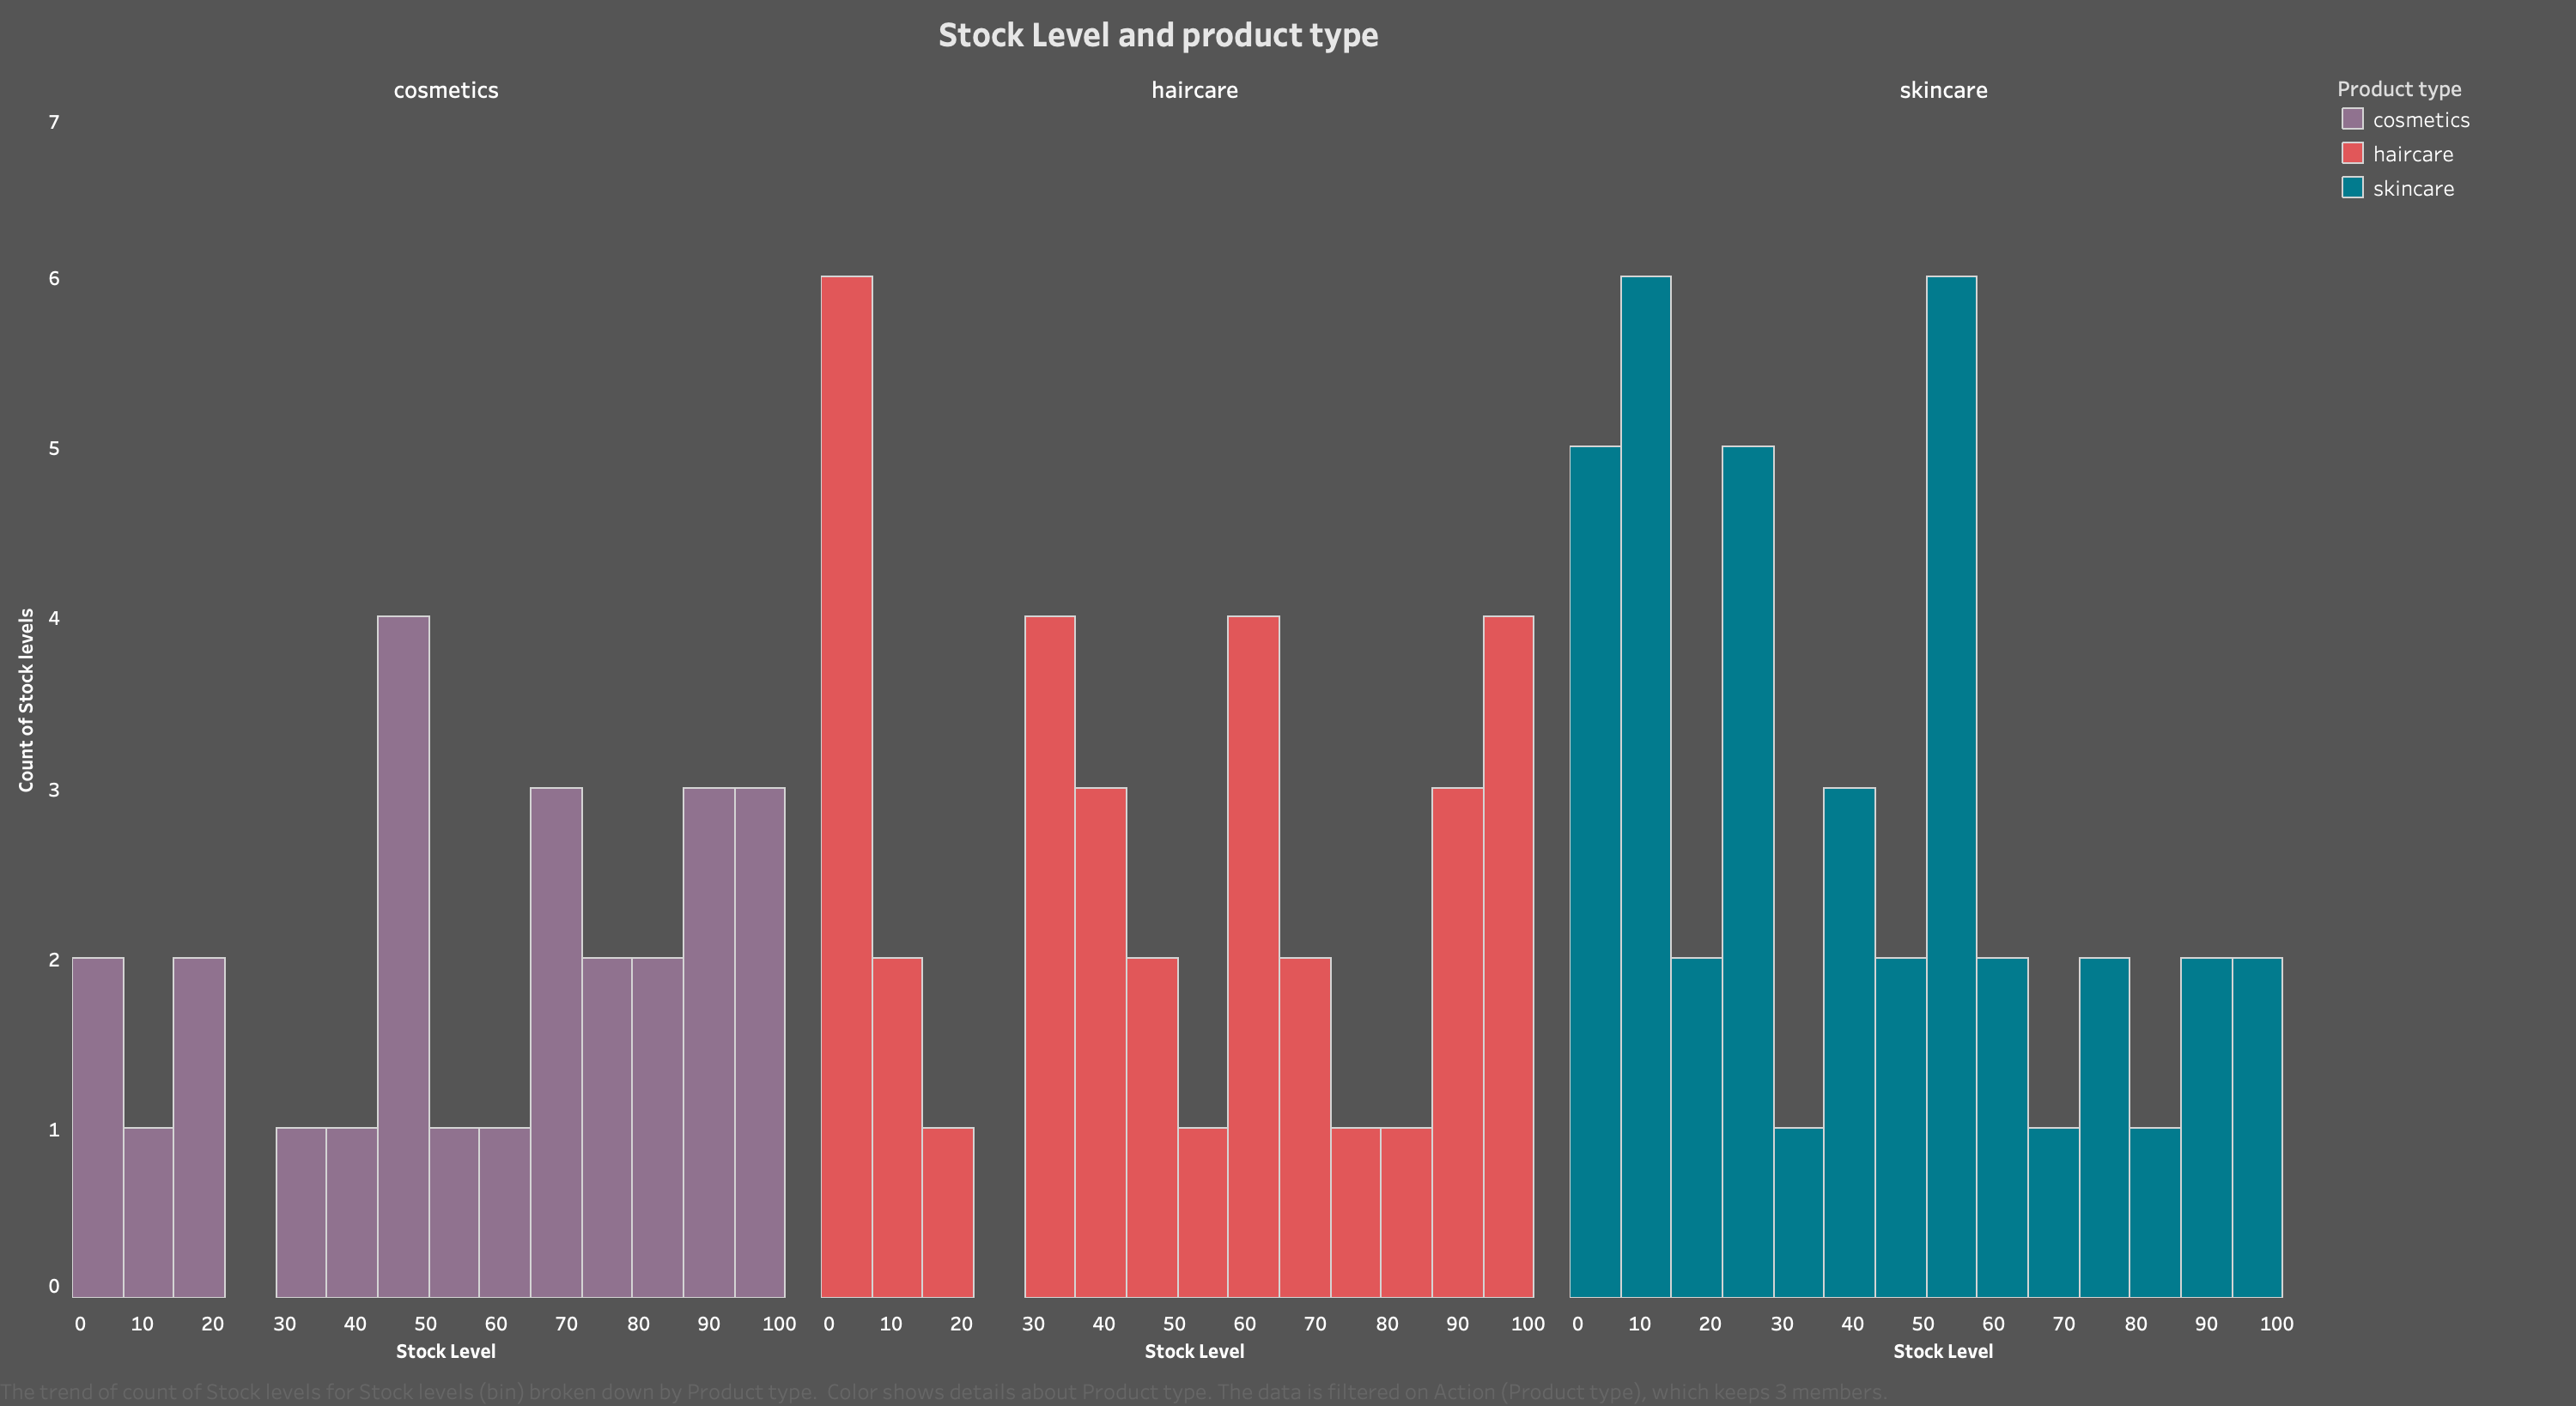 Stock Level and product type
cosmetics haircare skincare
Product type
cosmetics
haircare
skincare
7
6
5
4
3
2
1
0
Count of Stock levels
0 10 20 30 40 50 60 70 80 90 100 0 10 20 30 40 50 60 70 80 90 100 0 10 20 30 40 50 60 70 80 90 100
Stock Level Stock Level Stock Level
The trend of count of Stock levels for Stock levels (bin) broken down by Product type. Color shows details about Product type. The data is filtered on Action (Product type), which keeps 3 members.